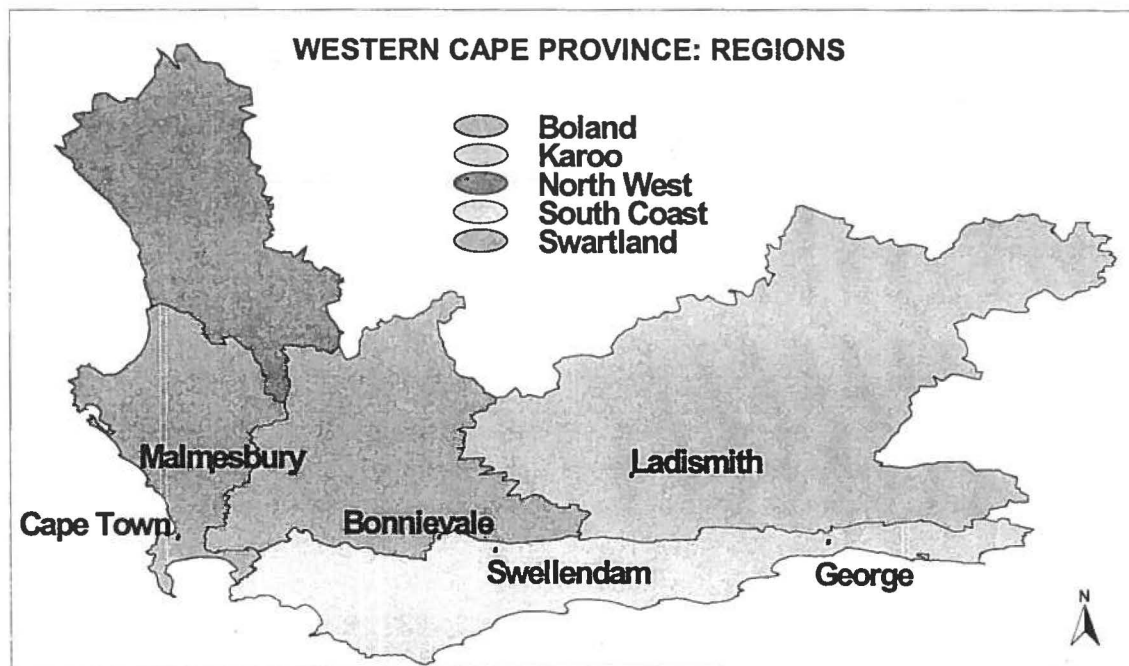 WESTERN CAPE PROVINCE: REGIONS
Boland
Karoo
North West
South Coast
Swartland
Malmesbury
Ladismith
Cape Town
Bonnievale
Swellendam
George
N